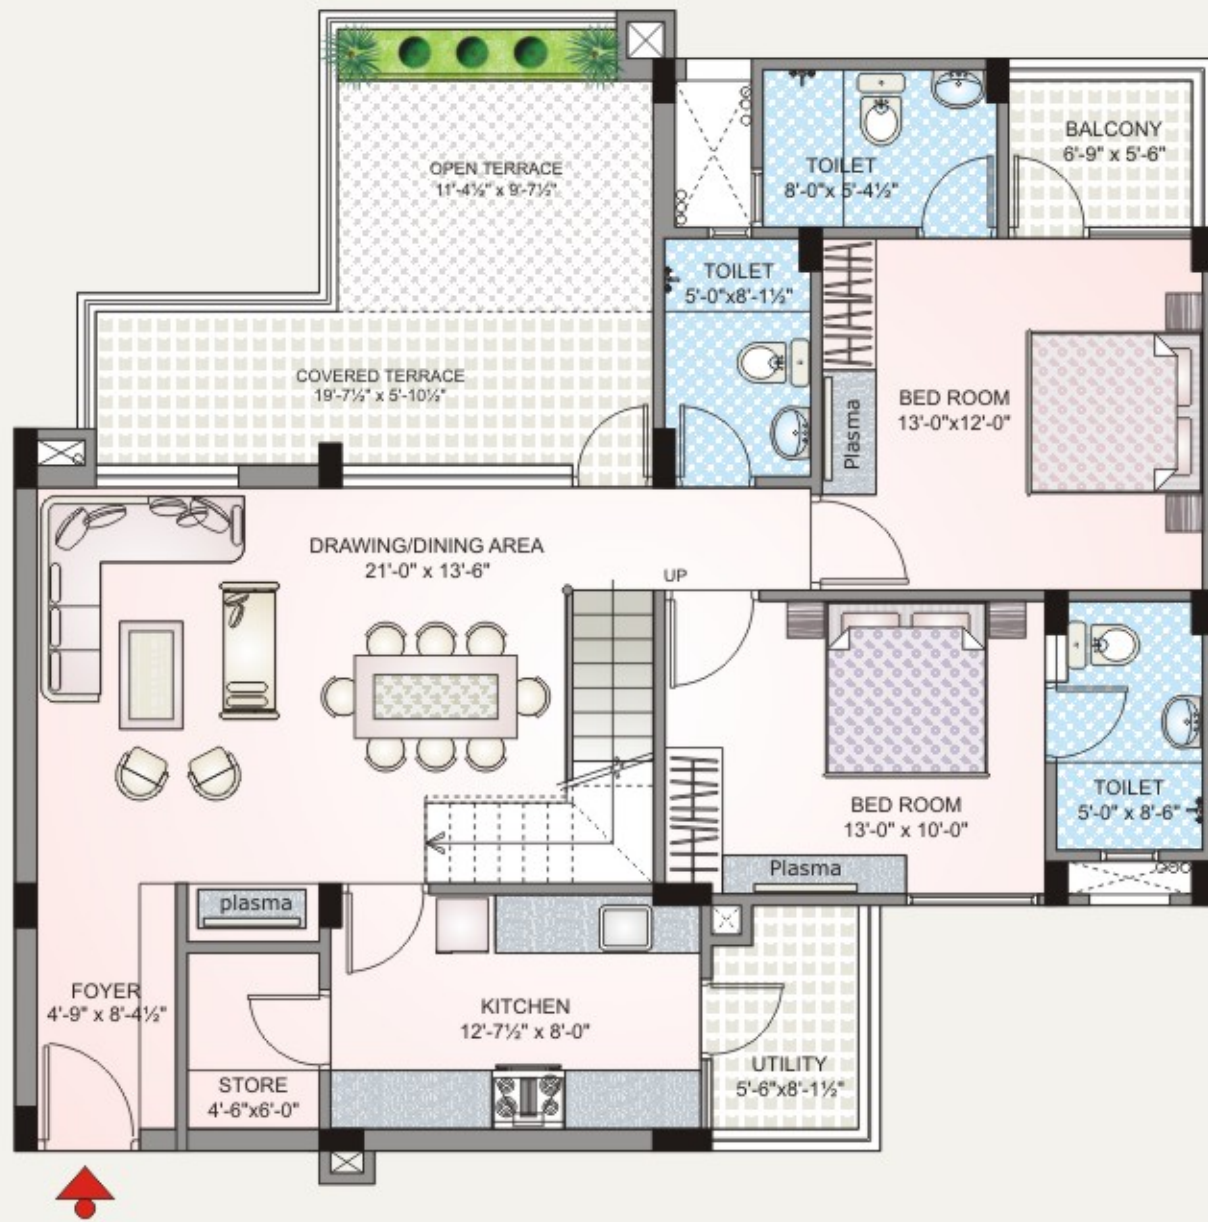 BALCONY
6'-9" x 5'-6"
TOILET
8'-0"x 5'-4½"
OPEN TERRACE
11'-4½" x 9'-7½"
TOILET
5'-0"x8'-1½"
COVERED TERRACE
19'-7½" x 5'-10½"
BED ROOM
13'-0"x12'-0"
Plasma
DRAWING/DINING AREA
21'-0" x 13'-6"
UP
TOILET
5'-0" x 8'-6"
BED ROOM
13'-0" x 10'-0"
Plasma
plasma
FOYER
4'-9" x 8'-4½"
KITCHEN
12'-7½" x 8'-0"
UTILITY
5'-6"x8'-1½"
STORE
4'-6"x6'-0"